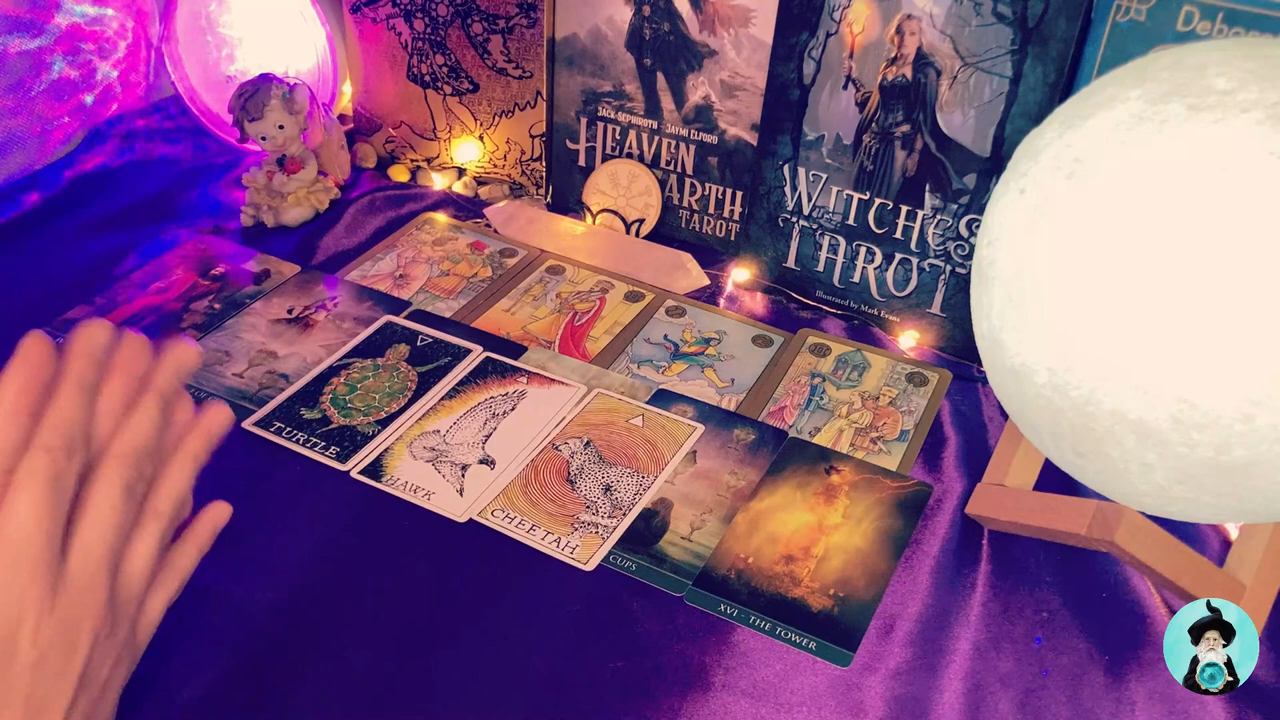 Debor
JACK SEPHIROTH - JAYMI ELFORD
HEAVEN
EARTH
TAROT
WITCHES
TAROT
Illustrated by Mark Evans
TURTLE
HAWK
CHEETAH
CUPS
XVI - THE TOWER